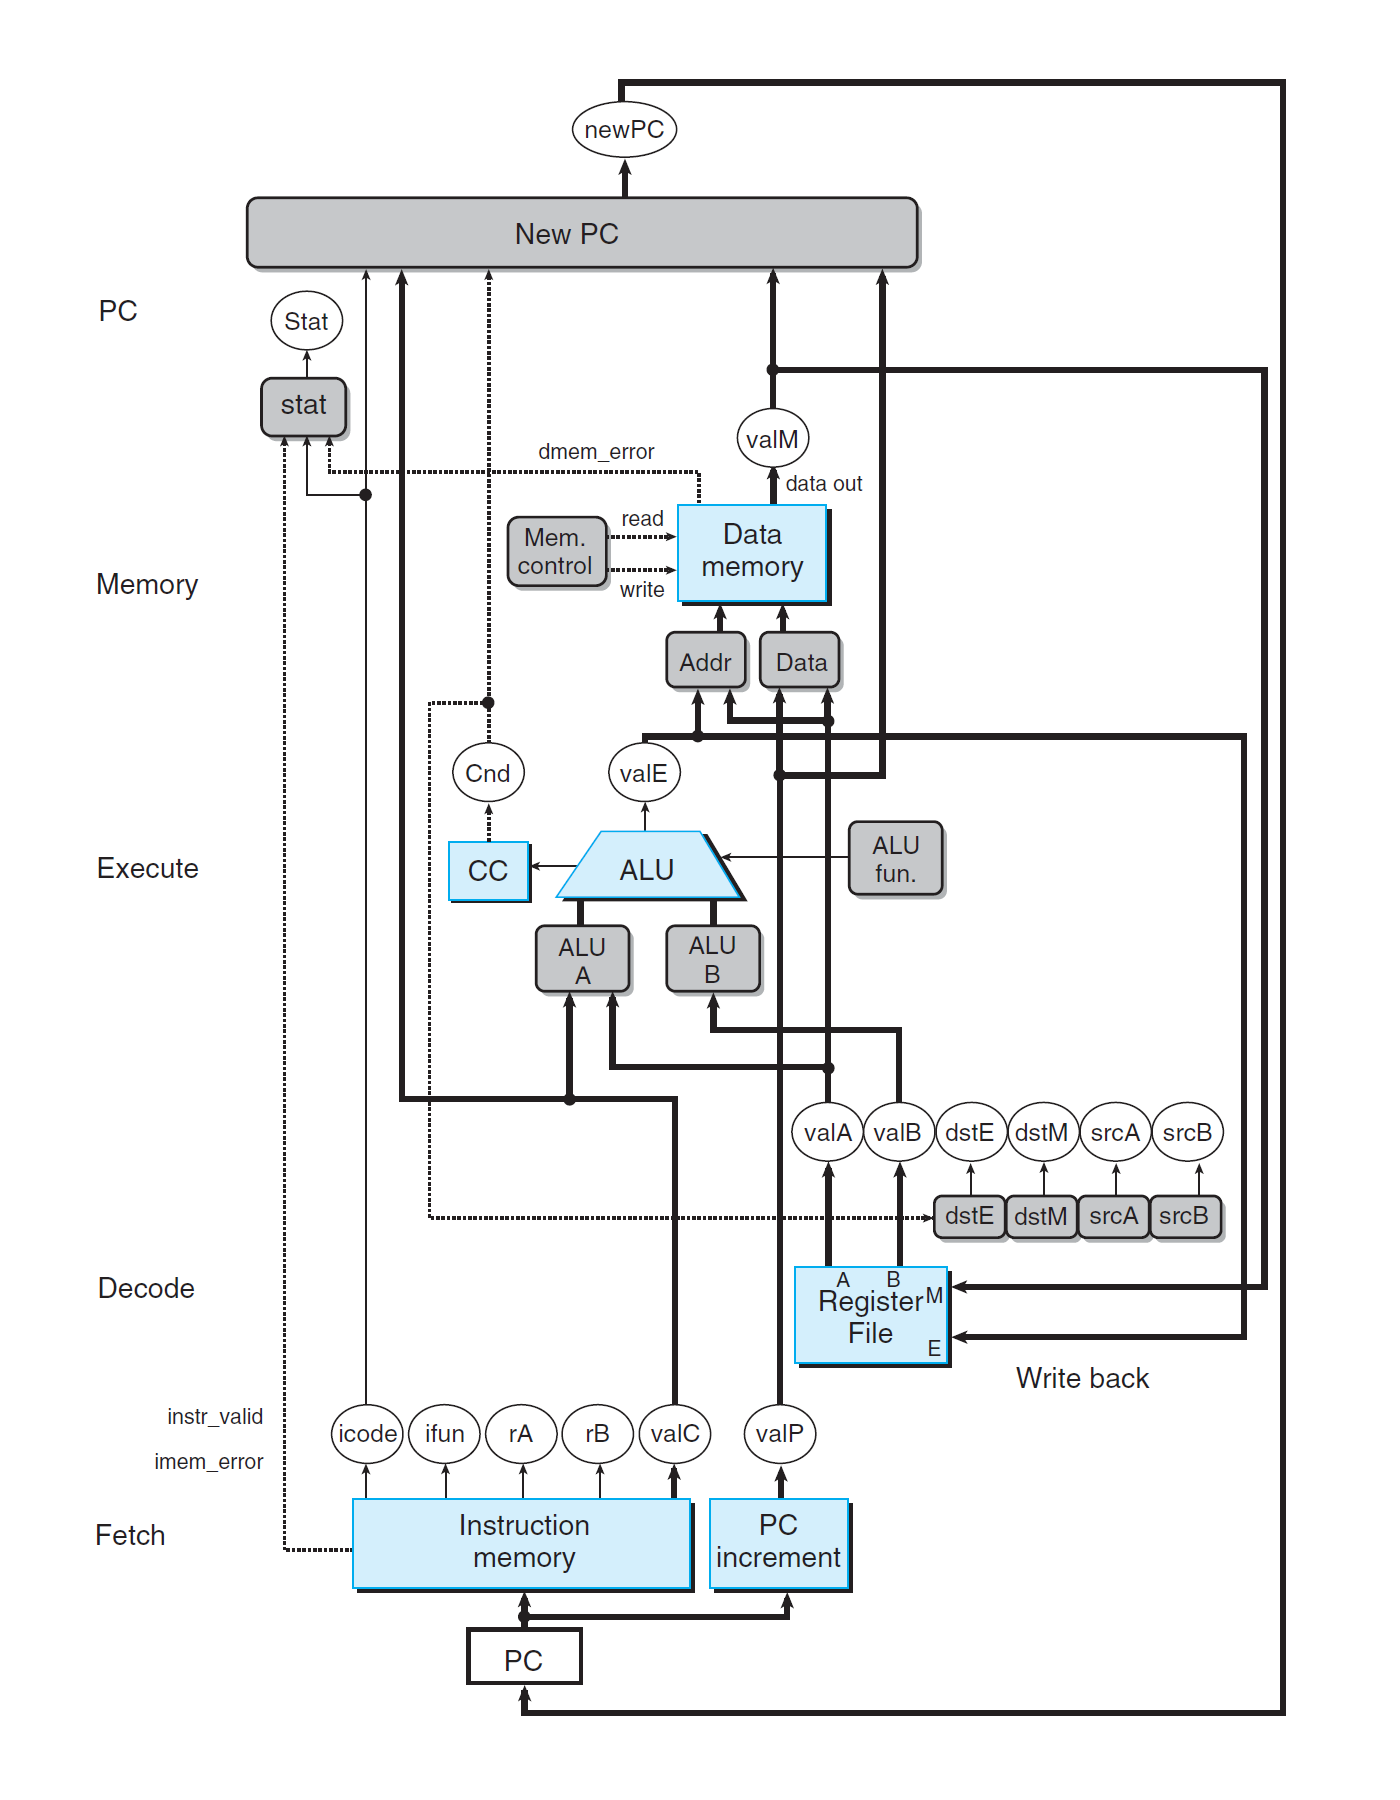 newPC
New PC
PC
Stat
stat
dmem_error
valM
data out
read
Mem.
control
write
Data
memory
Memory
Addr
Data
Cnd
valE
Execute
CC
ALU
ALU
fun.
ALU
A
ALU
B
valA
valB
dstE
dstM
srcA
srcB
dstE
dstM
srcA
srcB
Decode
A
B
M
Register
File
E
Write back
instr_valid
imem_error
icode
ifun
rA
rB
valC
valP
Fetch
Instruction
memory
PC
increment
PC